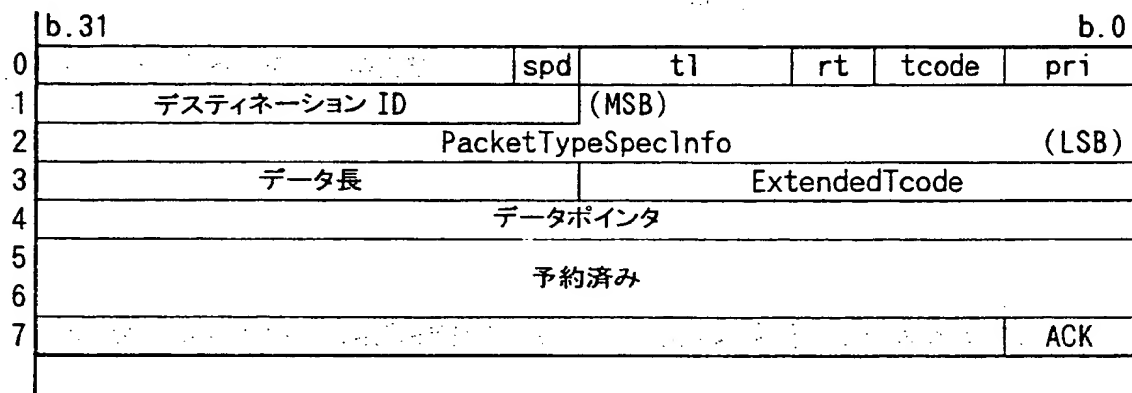 b.31 b.0
0 spd tl rt tcode pri
1 デスティネーション ID (MSB)
2 PacketTypeSpecInfo (LSB)
3 データ長 ExtendedTcode
4 データポインタ
5
予約済み
6
7 ACK